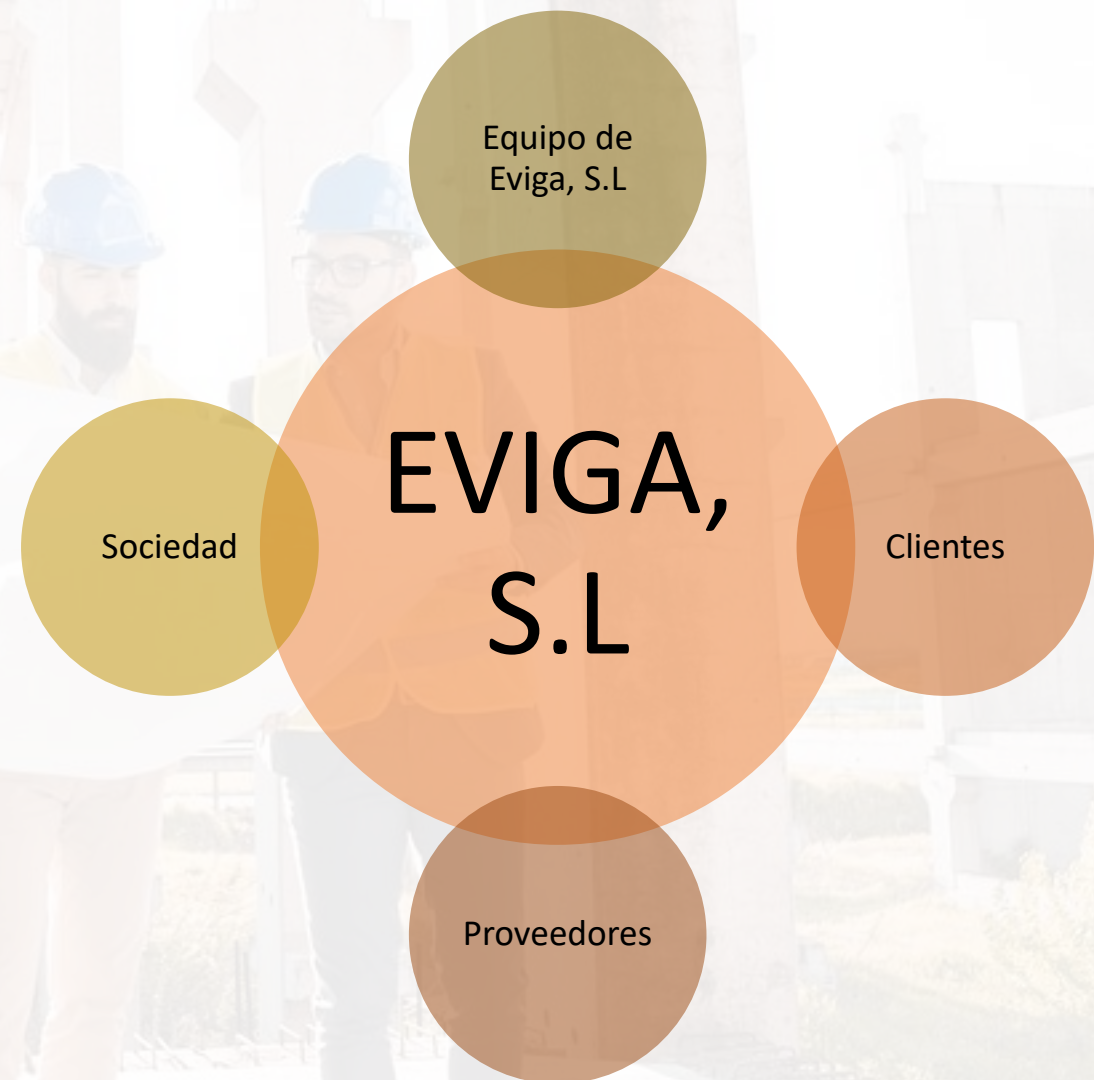 Equipo de
Eviga, S.L
EVIGA,
S.L
Sociedad
Clientes
Proveedores